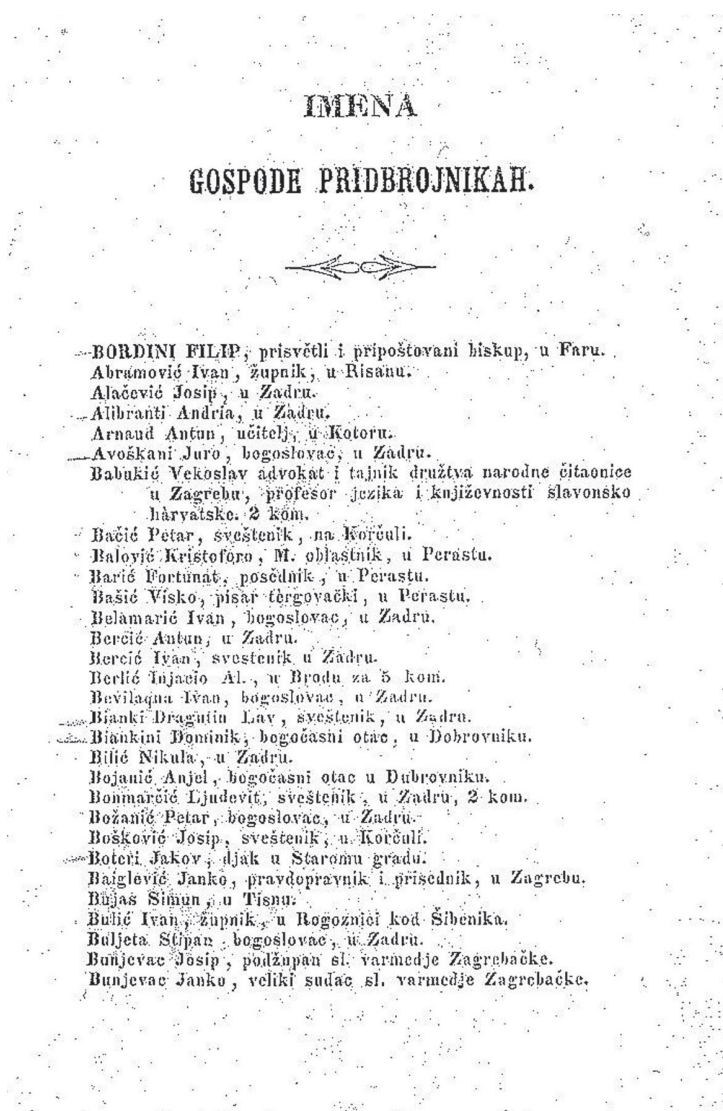 IMENA
GOSPODE PRIDBROJNIKAH.
BORDINI FILIP, prisvětli i pripoštovani biskup, u Faru.
Abramović Ivan, župnik, u Risanu.
Alačević Josip, u Zadru.
Alibranti Andria, u Zadru.
Arnaud Antun, učitelj, u Kotoru.
Avoškani Juro, bogoslovac, u Zadru.
Babukić Vekoslav advokat i tajnik družtva narodne čitaonice
u Zagrebu, profesor jezika i književnosti slavonsko
hàrvatske. 2 kom.
Bačić Petar, sveštenik, na Korčuli.
Balović Kristoforo, M. oblastnik, u Perastu.
Barić Fortunat, posědnik, u Perastu.
Bašić Visko, pisar tèrgovački, u Perastu.
Belamarić Ivan, bogoslovac, u Zadru.
Berčić Antun, u Zadru.
Bercić Ivan, svestenik u Zadru.
Berlić Injacio Al., u Brodu za 5 kom.
Bevilaqua Ivan, bogoslovac, u Zadru.
Bianki Dragutin Lav, sveštenik, u Zadru.
Biankini Dominik, bogočasni otac, u Dobrovniku.
Bilić Nikula, u Zadru.
Bojanić Anjel, bogočasni otac u Dubrovniku.
Bonmarčić Ljudevit, sveštenik, u Zadru, 2 kom.
Božanić Petar, bogoslovac, u Zadru.
Bošković Josip, sveštenik, u Korčuli.
Boteri Jakov, djak u Staromu gradu.
Baiglević Janko, pravdopravnik i prisědnik, u Zagrebu.
Bujas Šimun, u Tisnu.
Bulić Ivan, župnik, u Rogoznici kod Šibenika.
Buljeta Stipan bogoslovac, u Zadru.
Bunjevac Josip, podžupan sl. varmedje Zagrebačke.
Bunjevac Janko, veliki sudac sl. varmedje Zagrebačke.